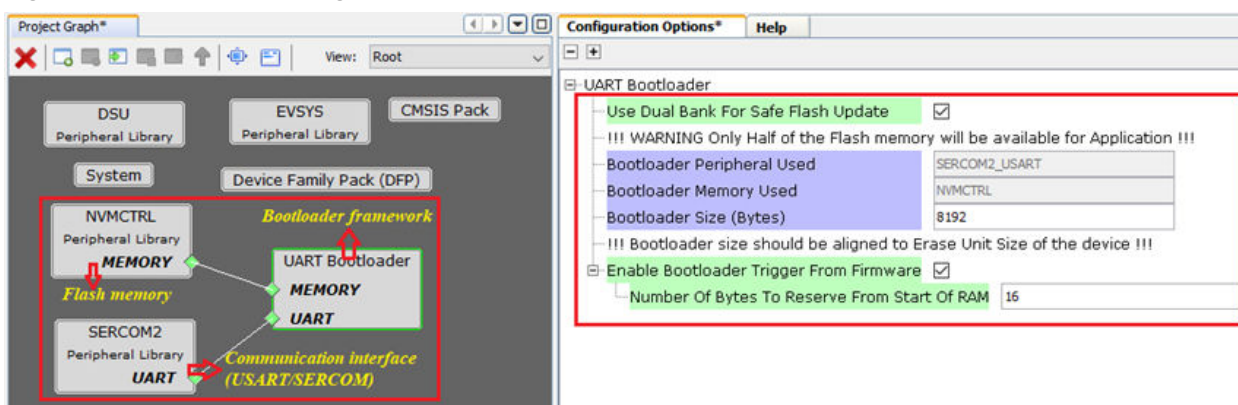 Project Graph*
View: Root
DSU
Peripheral Library
EVSYS
Peripheral Library
CMSIS Pack
System
Device Family Pack (DFP)
NVMCTRL
Peripheral Library
MEMORY
Flash memory
Bootloader framework
UART Bootloader
MEMORY
UART
SERCOM2
Peripheral Library
UART
Communication interface
(USART/SERCOM)
Configuration Options*
Help
UART Bootloader
Use Dual Bank For Safe Flash Update
!!! WARNING Only Half of the Flash memory will be available for Application !!!
Bootloader Peripheral Used SERCOM2_USART
Bootloader Memory Used NVMCTRL
Bootloader Size (Bytes) 8192
!!! Bootloader size should be aligned to Erase Unit Size of the device !!!
Enable Bootloader Trigger From Firmware
Number Of Bytes To Reserve From Start Of RAM 16